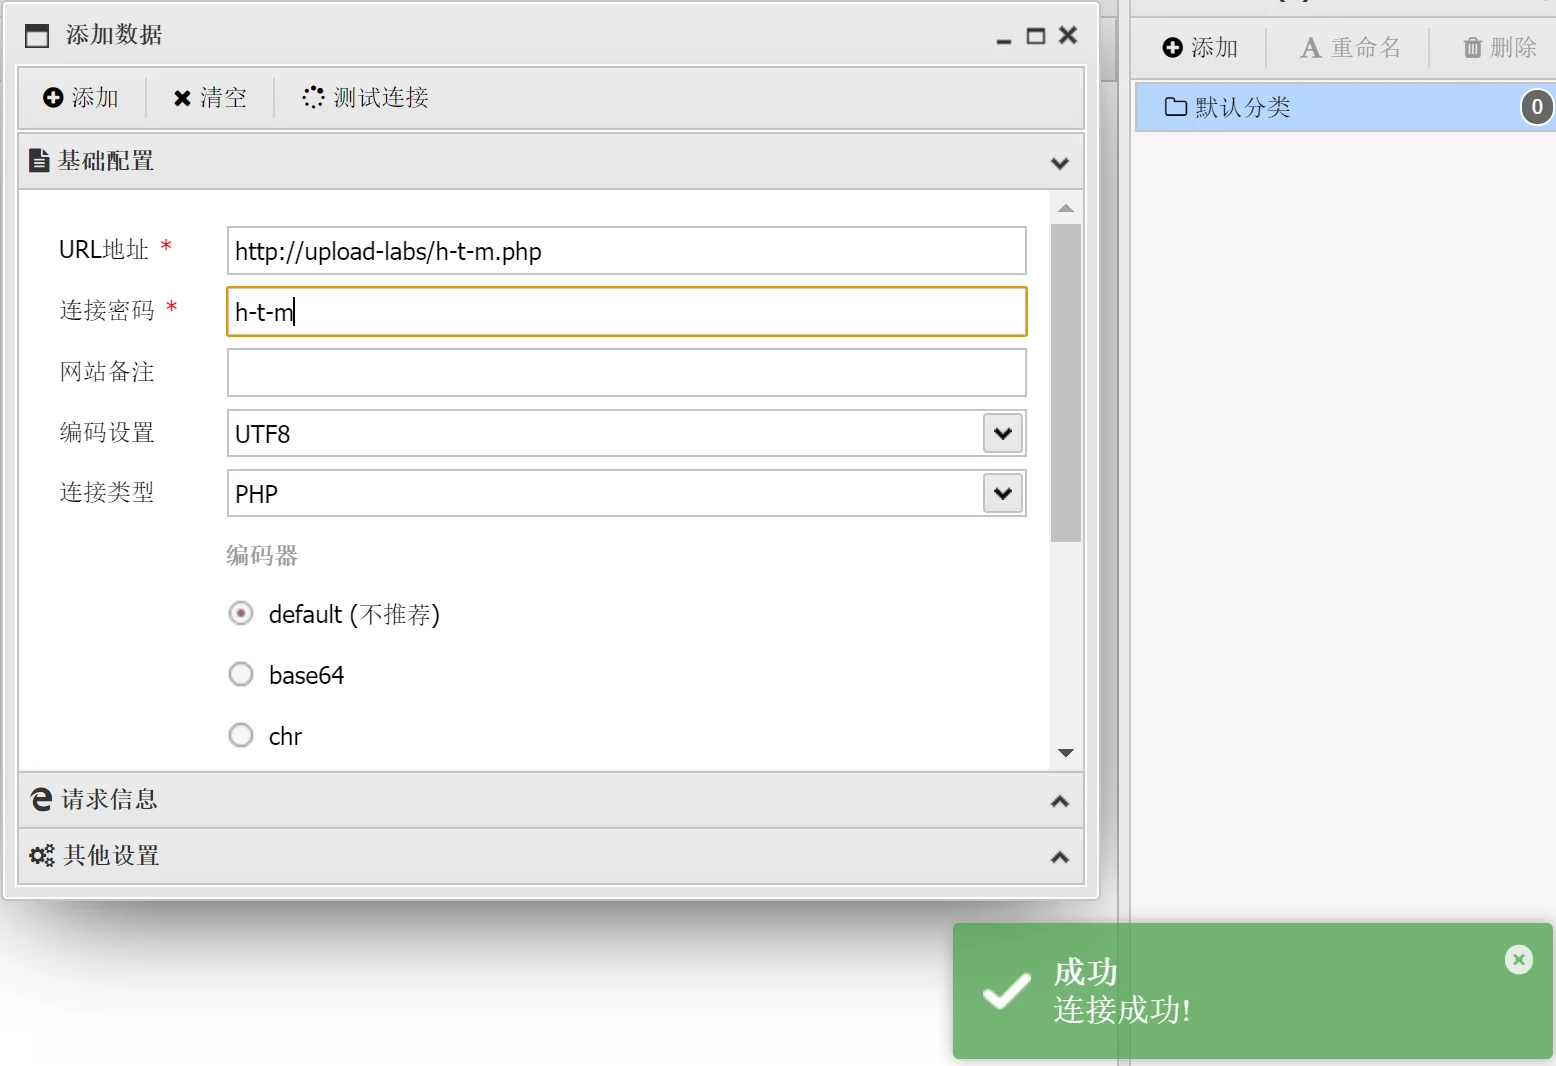 添加数据
添加 清空 测试连接
基础配置
URL地址 * http://upload-labs/h-t-m.php
连接密码 * h-t-m
网站备注
编码设置 UTF8
连接类型 PHP
编码器
default (不推荐)
base64
chr
请求信息
其他设置
添加 重命名 删除
默认分类 0
成功
连接成功!